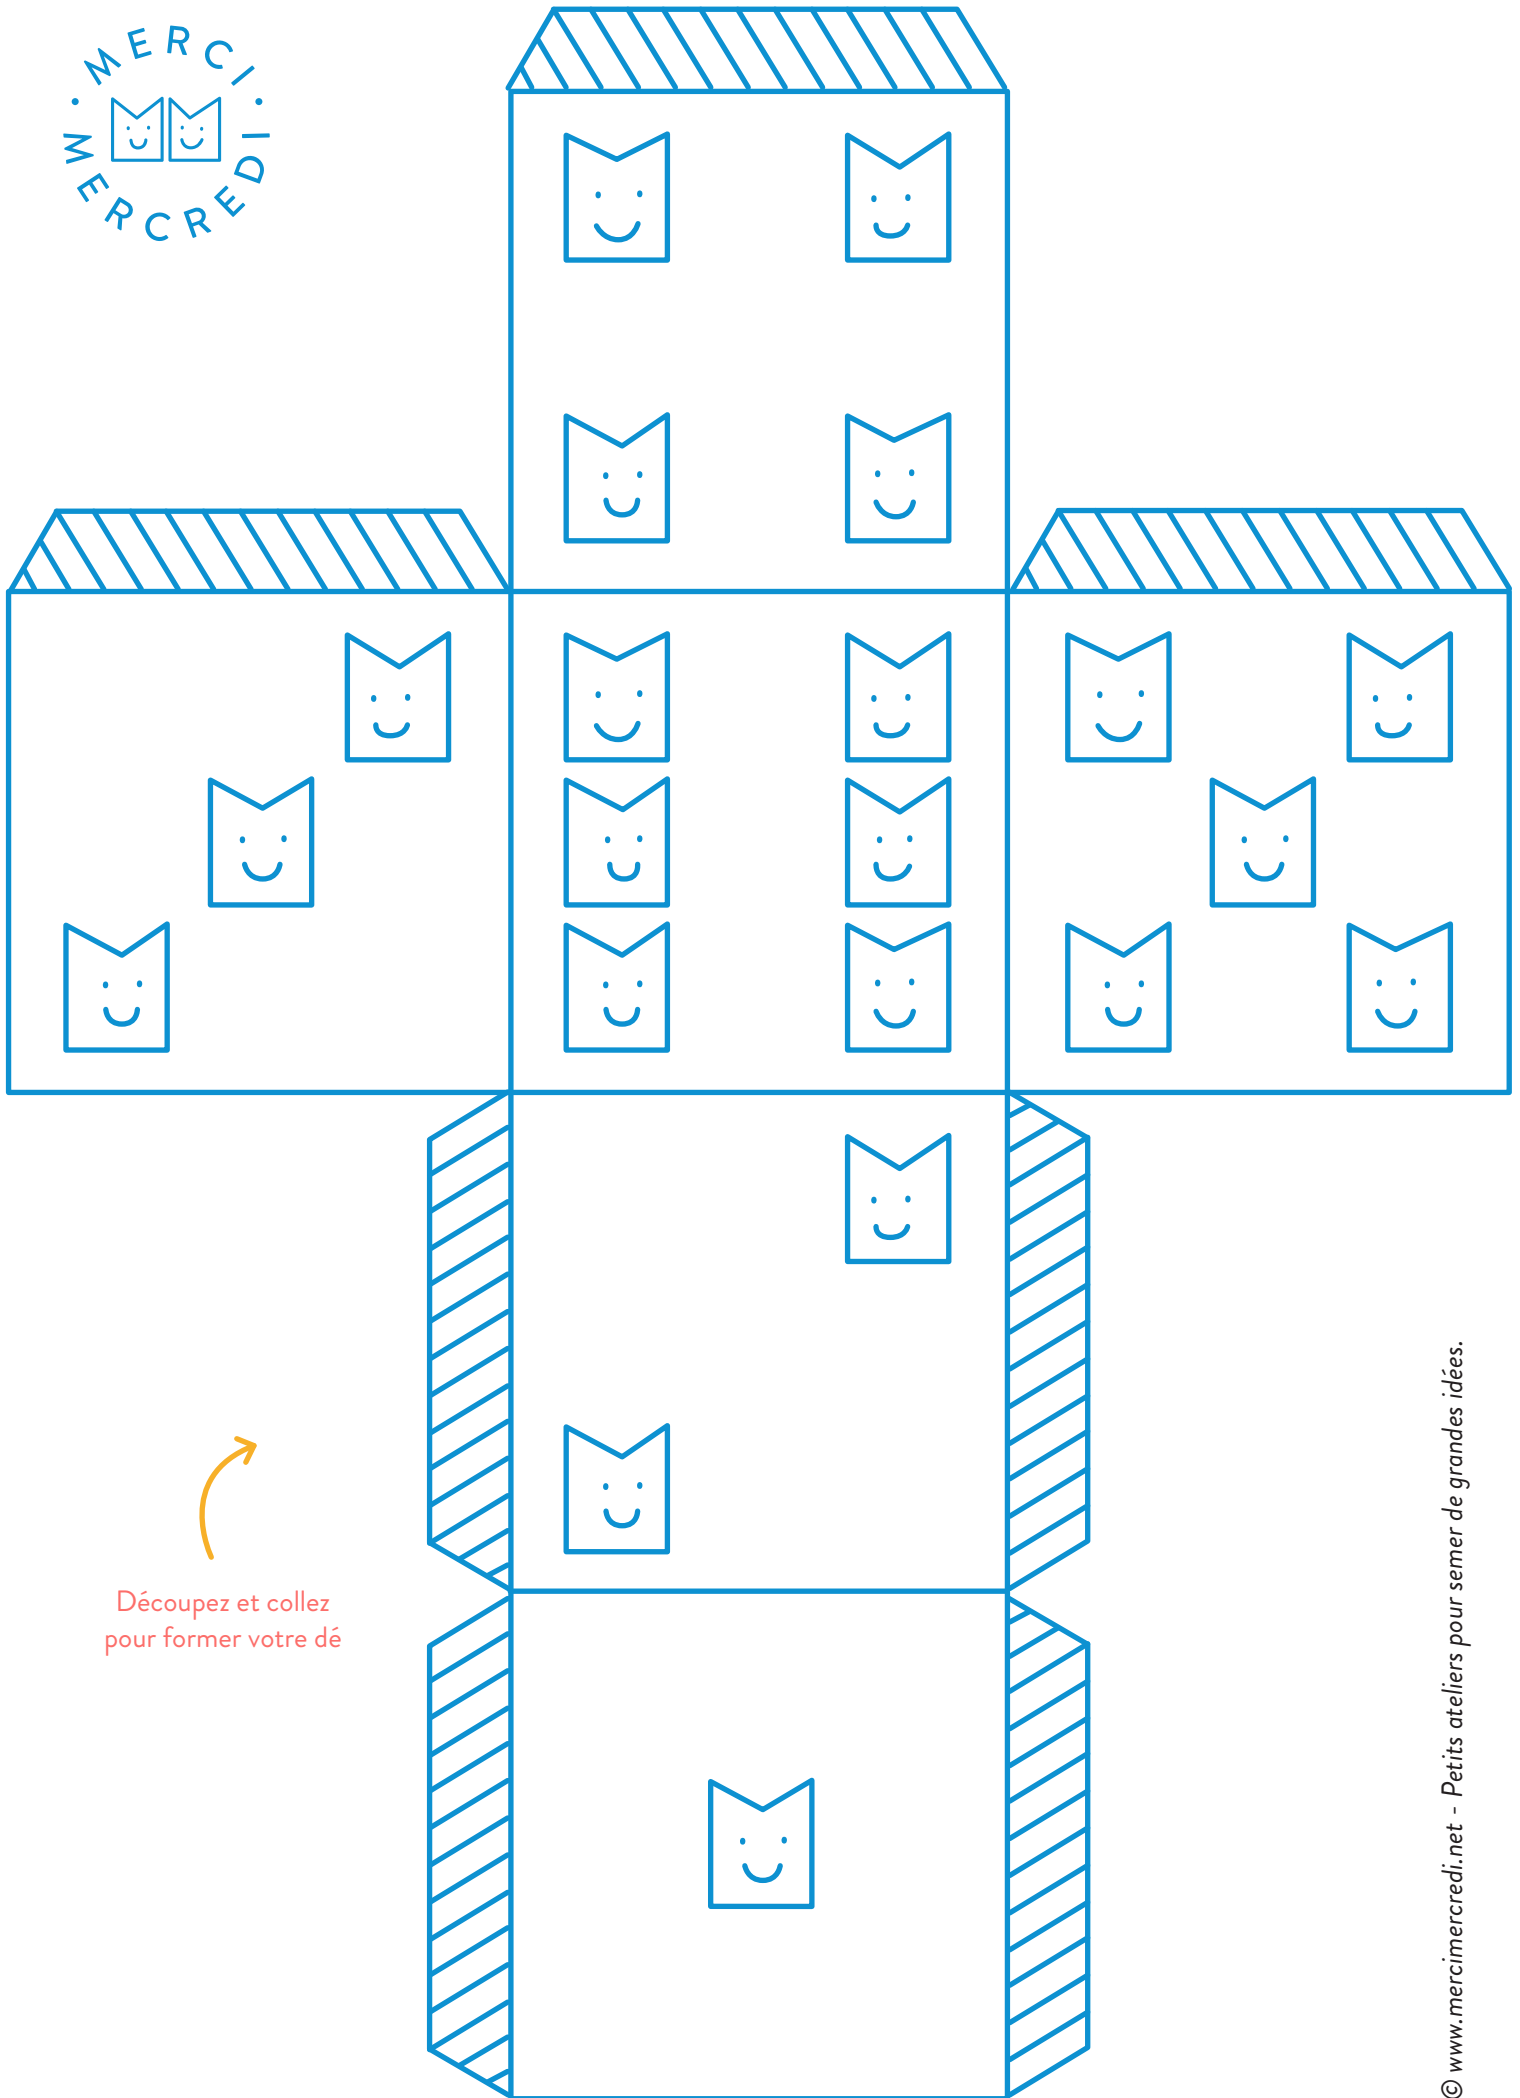 MERCI
MERCREDI
Découpez et collez
pour former votre dé
© www.mercimercredi.net - Petits ateliers pour semer de grandes idées.